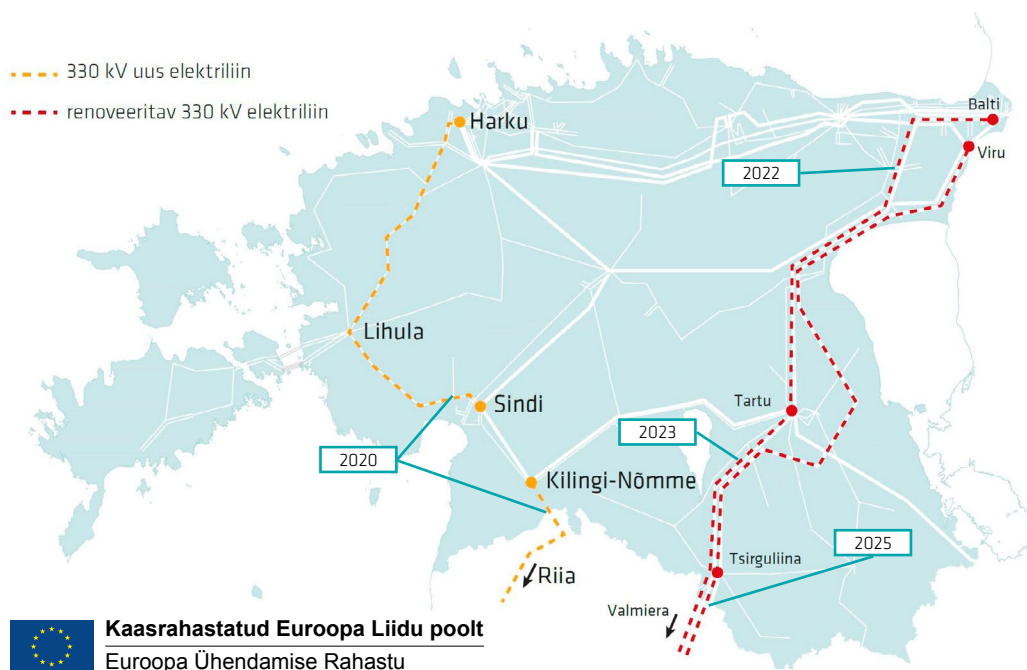 330 kV uus elektriliin
renoveeritav 330 kV elektriliin
Harku
Balti
Viru
2022
Lihula
Sindi
Tartu
2023
2020
Kilingi-Nõmme
2025
Tsirguliina
Riia
Valmiera
Kaasrahastatud Euroopa Liidu poolt
Euroopa Ühendamise Rahastu